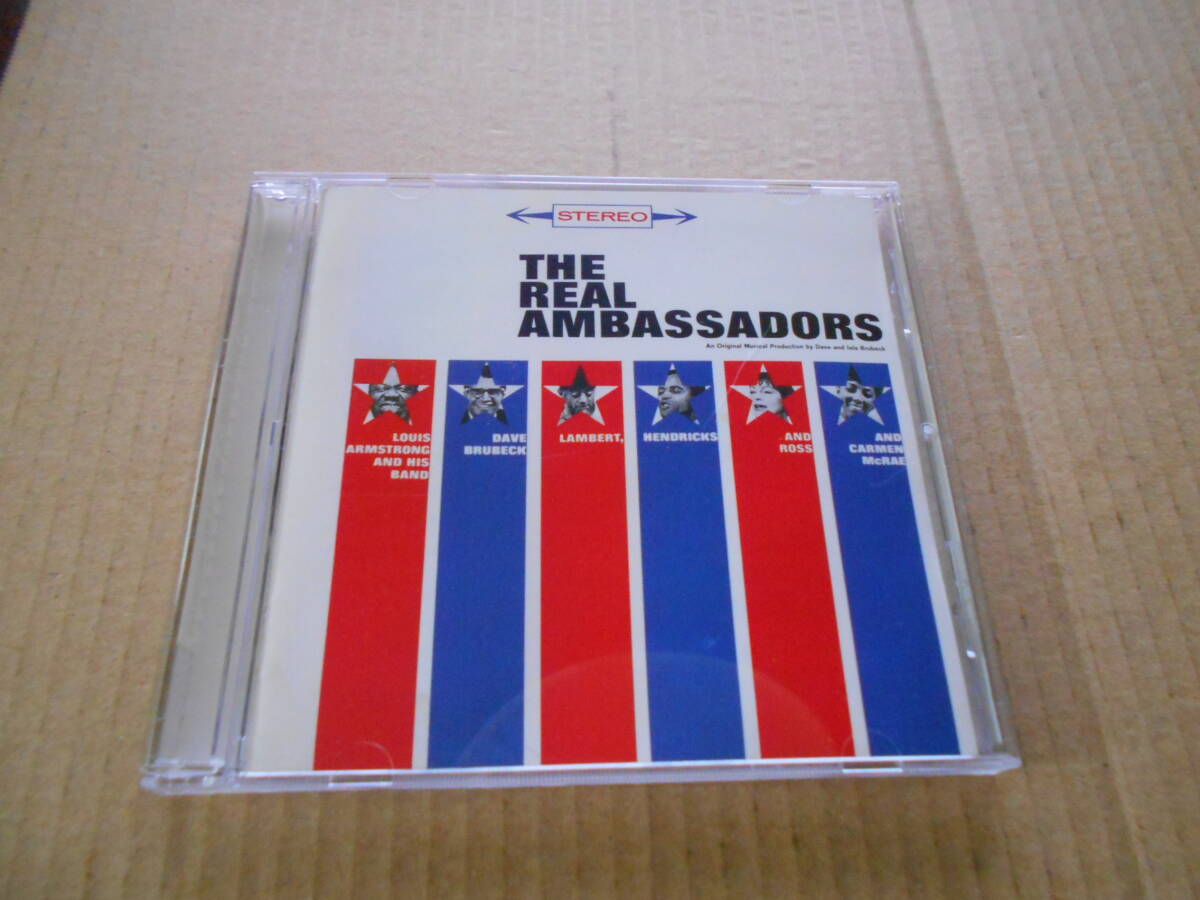 STEREO
THE
REAL
AMBASSADORS
An Original Musical Production by Dave and Iola Brubeck
LOUIS
ARMSTRONG
AND HIS
BAND
DAVE
BRUBECK
LAMBERT,
HENDRICKS
AND
ROSS
AND
CARMEN
McRAE